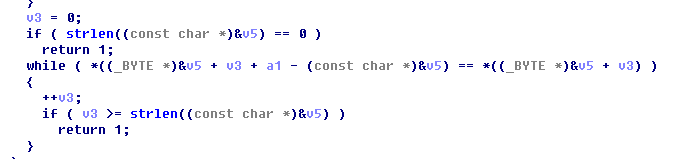 }
v3 = 0;
if ( strlen((const char *)&v5) == 0 )
return 1;
while ( *((_BYTE *)&v5 + v3 + a1 - (const char *)&v5) == *((_BYTE *)&v5 + v3) )
{
++v3;
if ( v3 >= strlen((const char *)&v5) )
return 1;
}